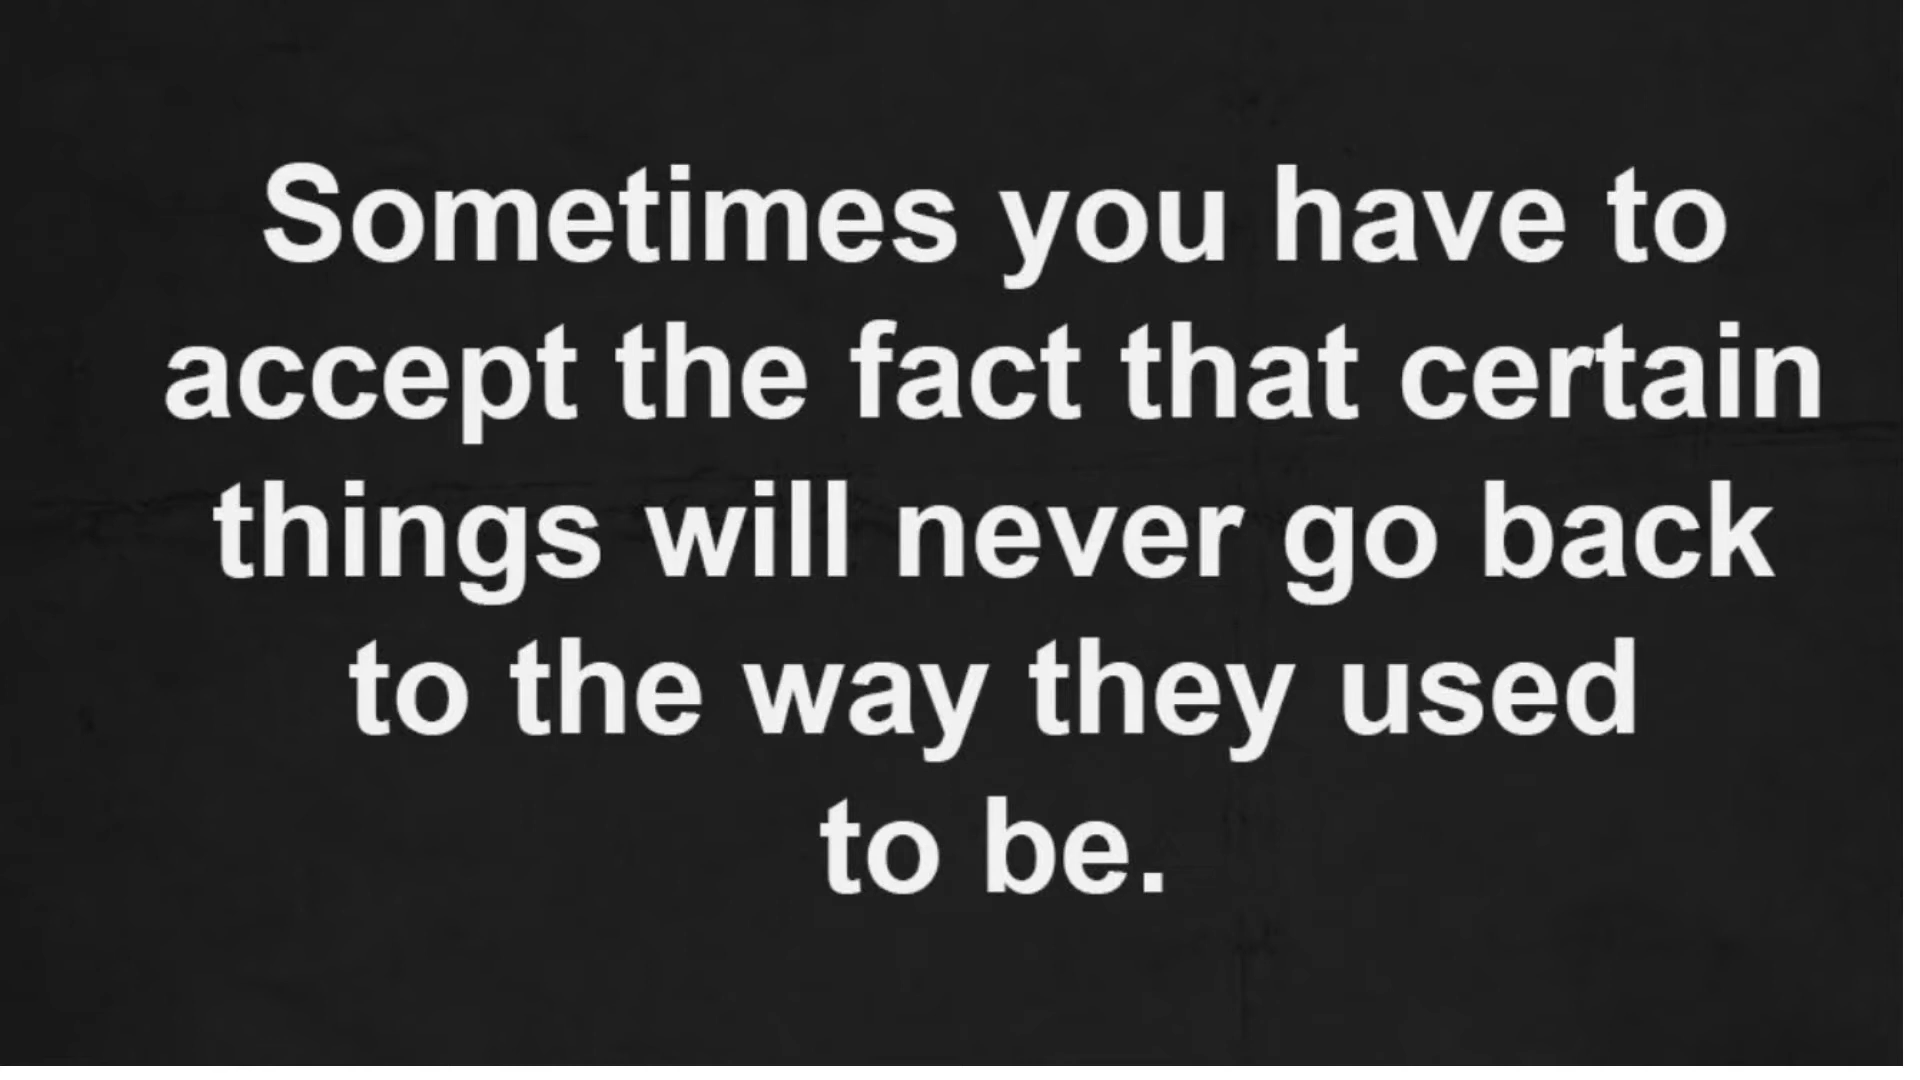 Sometimes you have to
accept the fact that certain
things will never go back
to the way they used
to be.